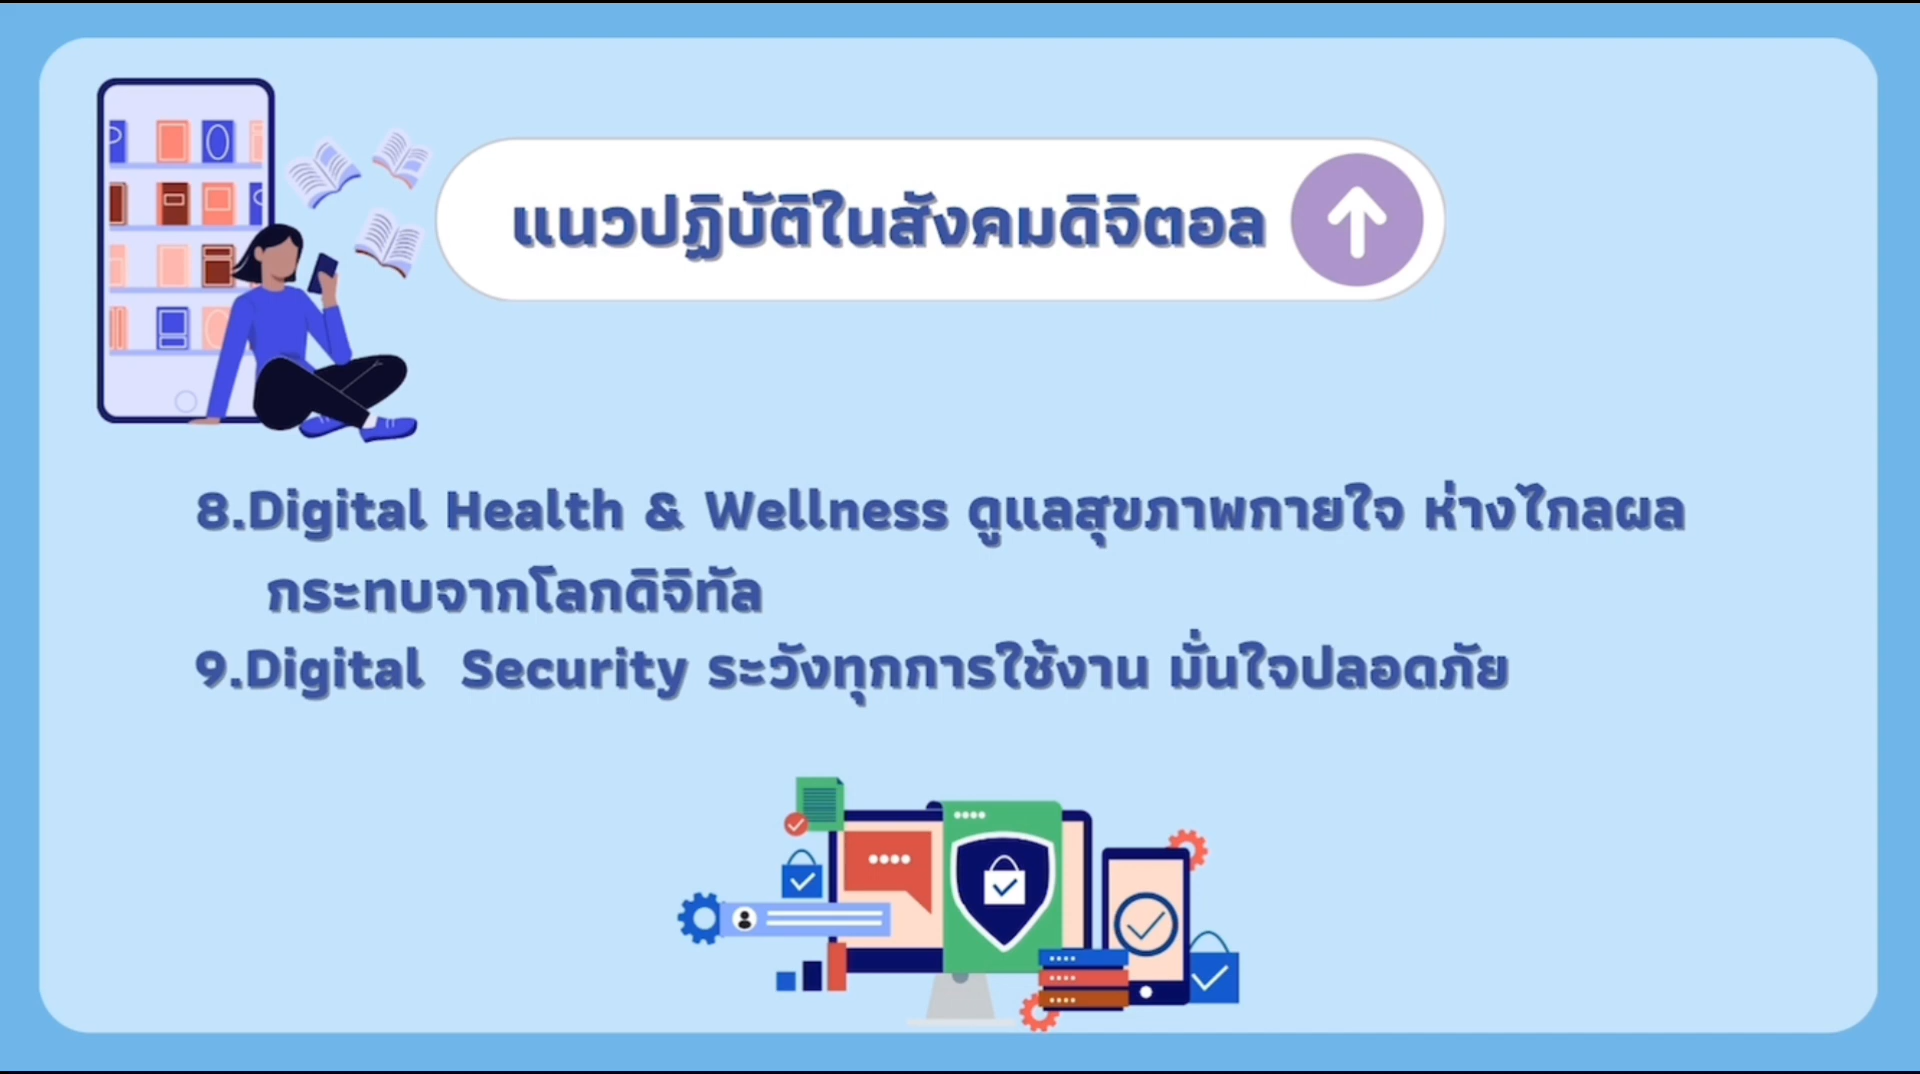 แนวปฏิบัติในสังคมดิจิตอล
8.Digital Health & Wellness ดูแลสุขภาพกายใจ ห่างไกลผล
กระทบจากโลกดิจิทัล
9.Digital  Security ระวังทุกการใช้งาน มั่นใจปลอดภัย